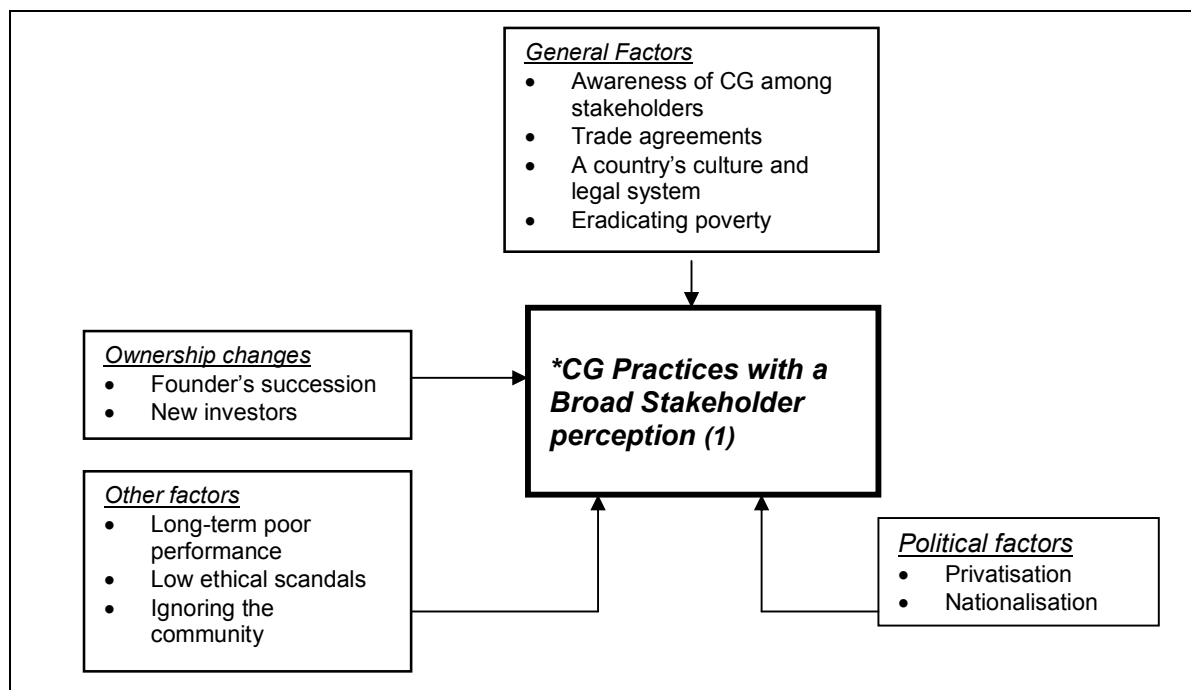 General Factors
• Awareness of CG among
stakeholders
• Trade agreements
• A country's culture and
legal system
• Eradicating poverty
Ownership changes
• Founder's succession
• New investors
*CG Practices with a
Broad Stakeholder
perception (1)
Other factors
• Long-term poor
performance
• Low ethical scandals
• Ignoring the
community
Political factors
• Privatisation
• Nationalisation